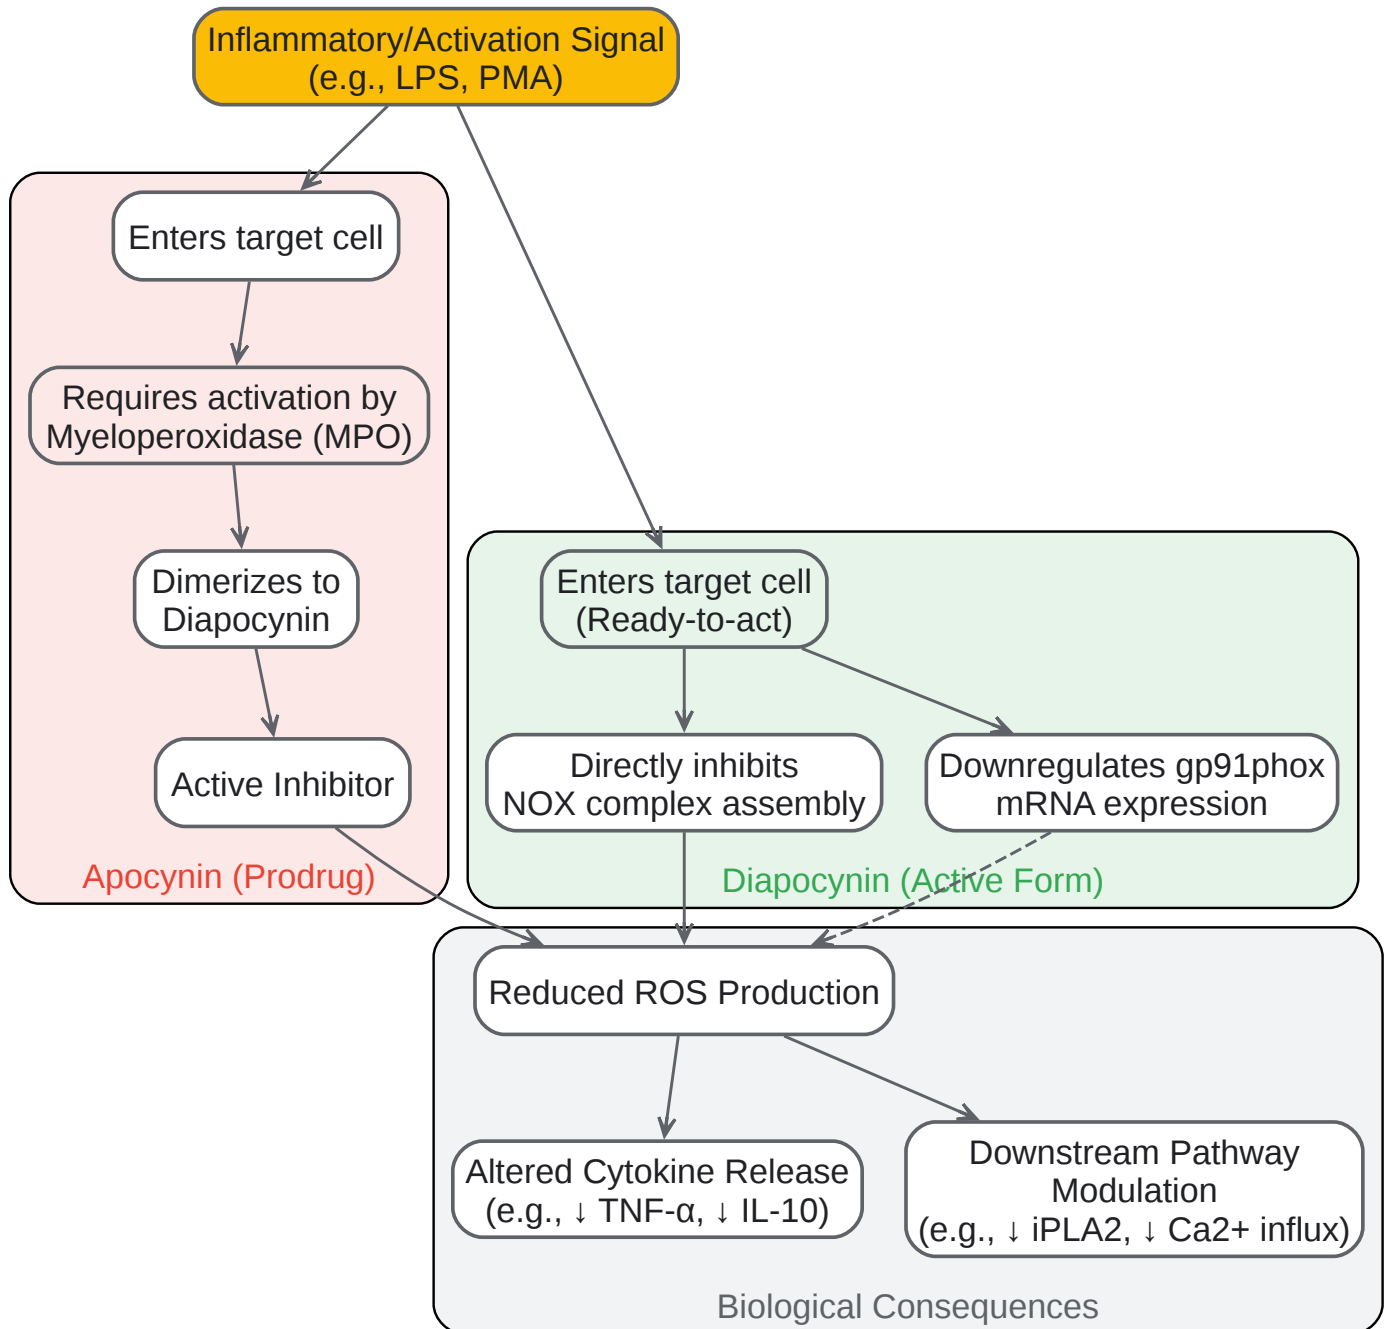 Inflammatory/Activation Signal
(e.g., LPS, PMA)
Enters target cell
Requires activation by
Myeloperoxidase (MPO)
Dimerizes to
Diapocynin
Active Inhibitor
Apocynin (Prodrug)
Enters target cell
(Ready-to-act)
Directly inhibits
NOX complex assembly
Downregulates gp91phox
mRNA expression
Diapocynin (Active Form)
Reduced ROS Production
Altered Cytokine Release
(e.g., ↓ TNF-α, ↓ IL-10)
Downstream Pathway
Modulation
(e.g., ↓ iPLA2, ↓ Ca2+ influx)
Biological Consequences